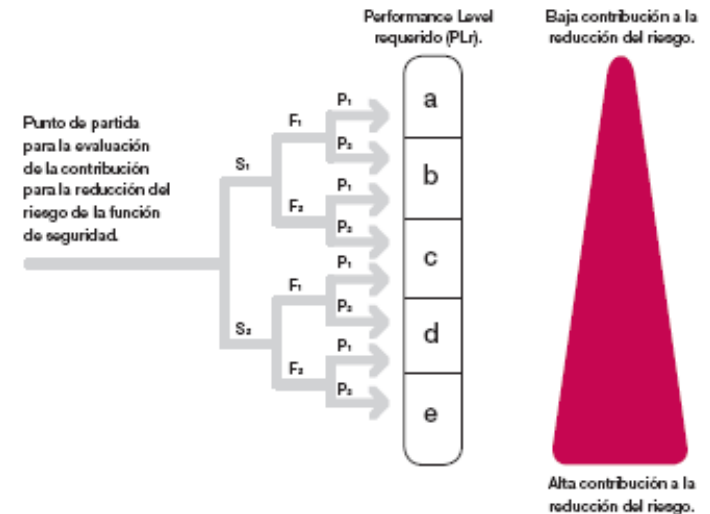 Performance Level
requerido (PLr).
Baja contribución a la
reducción del riesgo.
Punto de partida
para la evaluación
de la contribución
para la reducción del
riesgo de la función
de seguridad.
S₁
F₁
P₁
P₂
F₂
P₁
P₂
S₂
F₁
P₁
P₂
F₂
P₁
P₂
a
b
c
d
e
Alta contribución a la
reducción del riesgo.